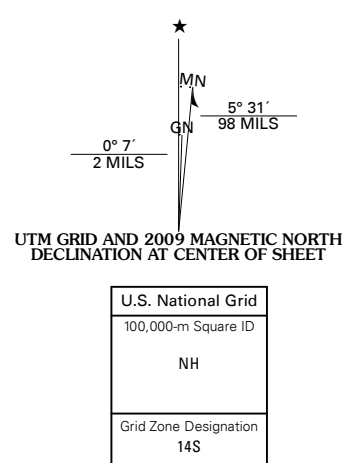 ★
MN
5° 31´
98 MILS
GN
0° 7´
2 MILS
UTM GRID AND 2009 MAGNETIC NORTH
DECLINATION AT CENTER OF SHEET
U.S. National Grid
100,000-m Square ID
NH
Grid Zone Designation
14S